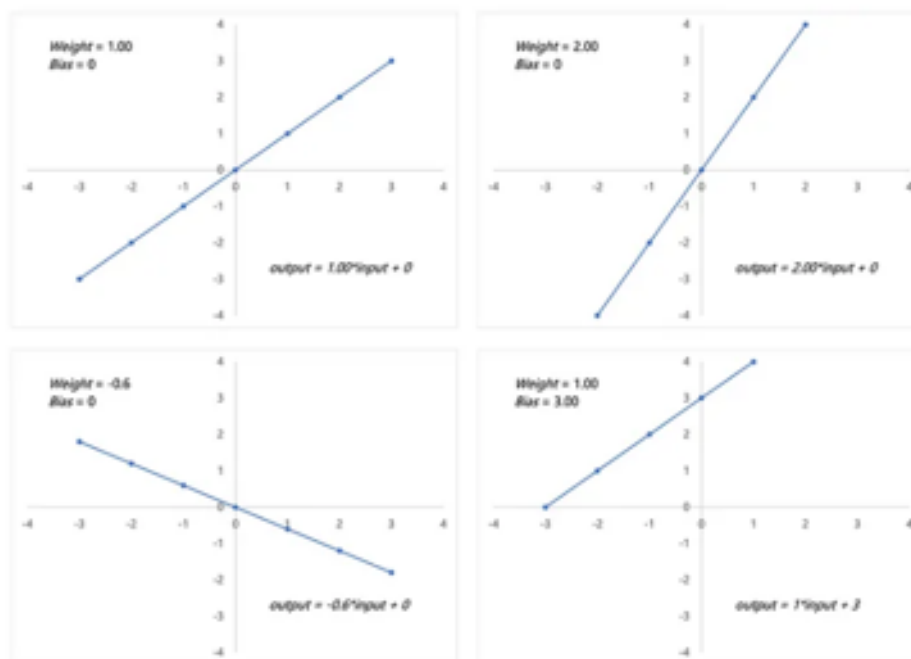 Weight = 1.00
Bias = 0
4
3
2
1
0
-4 -3 -2 -1 0 1 2 3 4
-1
-2
-3
-4
output = 1.00*input + 0
Weight = 2.00
Bias = 0
4
3
2
1
0
-4 -3 -2 -1 0 1 2 3 4
-1
-2
-3
-4
output = 2.00*input + 0
Weight = -0.6
Bias = 0
4
3
2
1
0
-4 -3 -2 -1 0 1 2 3 4
-1
-2
-3
-4
output = -0.6*input + 0
Weight = 1.00
Bias = 3.00
4
3
2
1
0
-4 -3 -2 -1 0 1 2 3 4
-1
-2
-3
-4
output = 1*input + 3